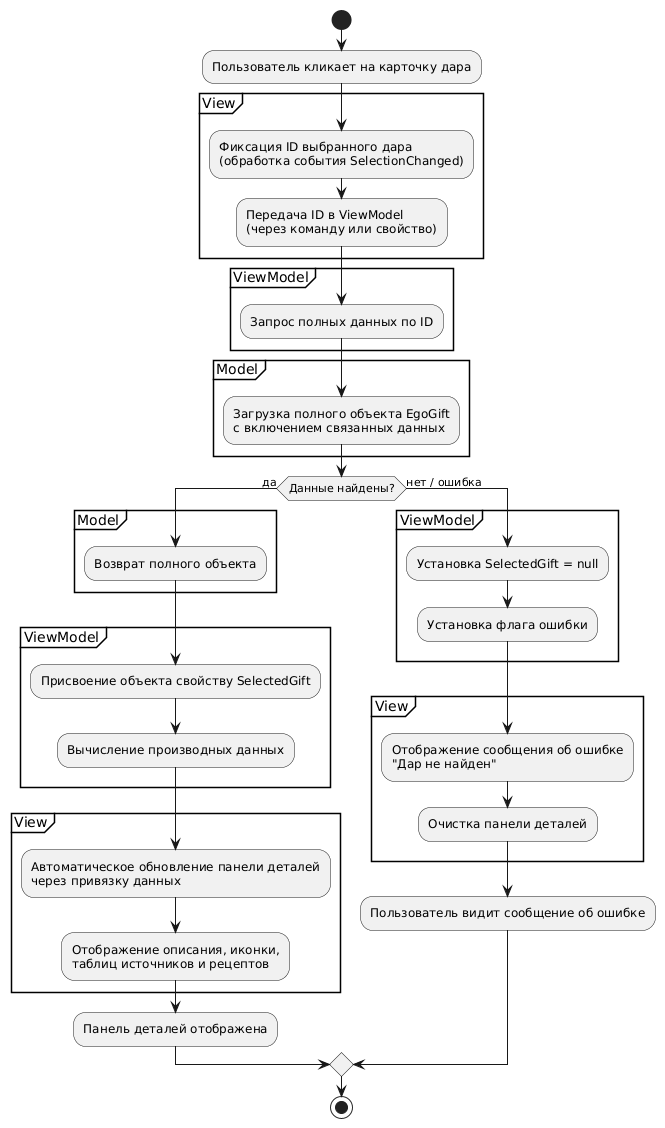 Пользователь кликает на карточку дара
View
Фиксация ID выбранного дара
(обработка события SelectionChanged)
Передача ID в ViewModel
(через команду или свойство)
ViewModel
Запрос полных данных по ID
Model
Загрузка полного объекта EgoGift
с включением связанных данных
Данные найдены?
да
Model
Возврат полного объекта
ViewModel
Присвоение объекта свойству SelectedGift
Вычисление производных данных
View
Автоматическое обновление панели деталей
через привязку данных
Отображение описания, иконки,
таблиц источников и рецептов
Панель деталей отображена
нет / ошибка
ViewModel
Установка SelectedGift = null
Установка флага ошибки
View
Отображение сообщения об ошибке
"Дар не найден"
Очистка панели деталей
Пользователь видит сообщение об ошибке